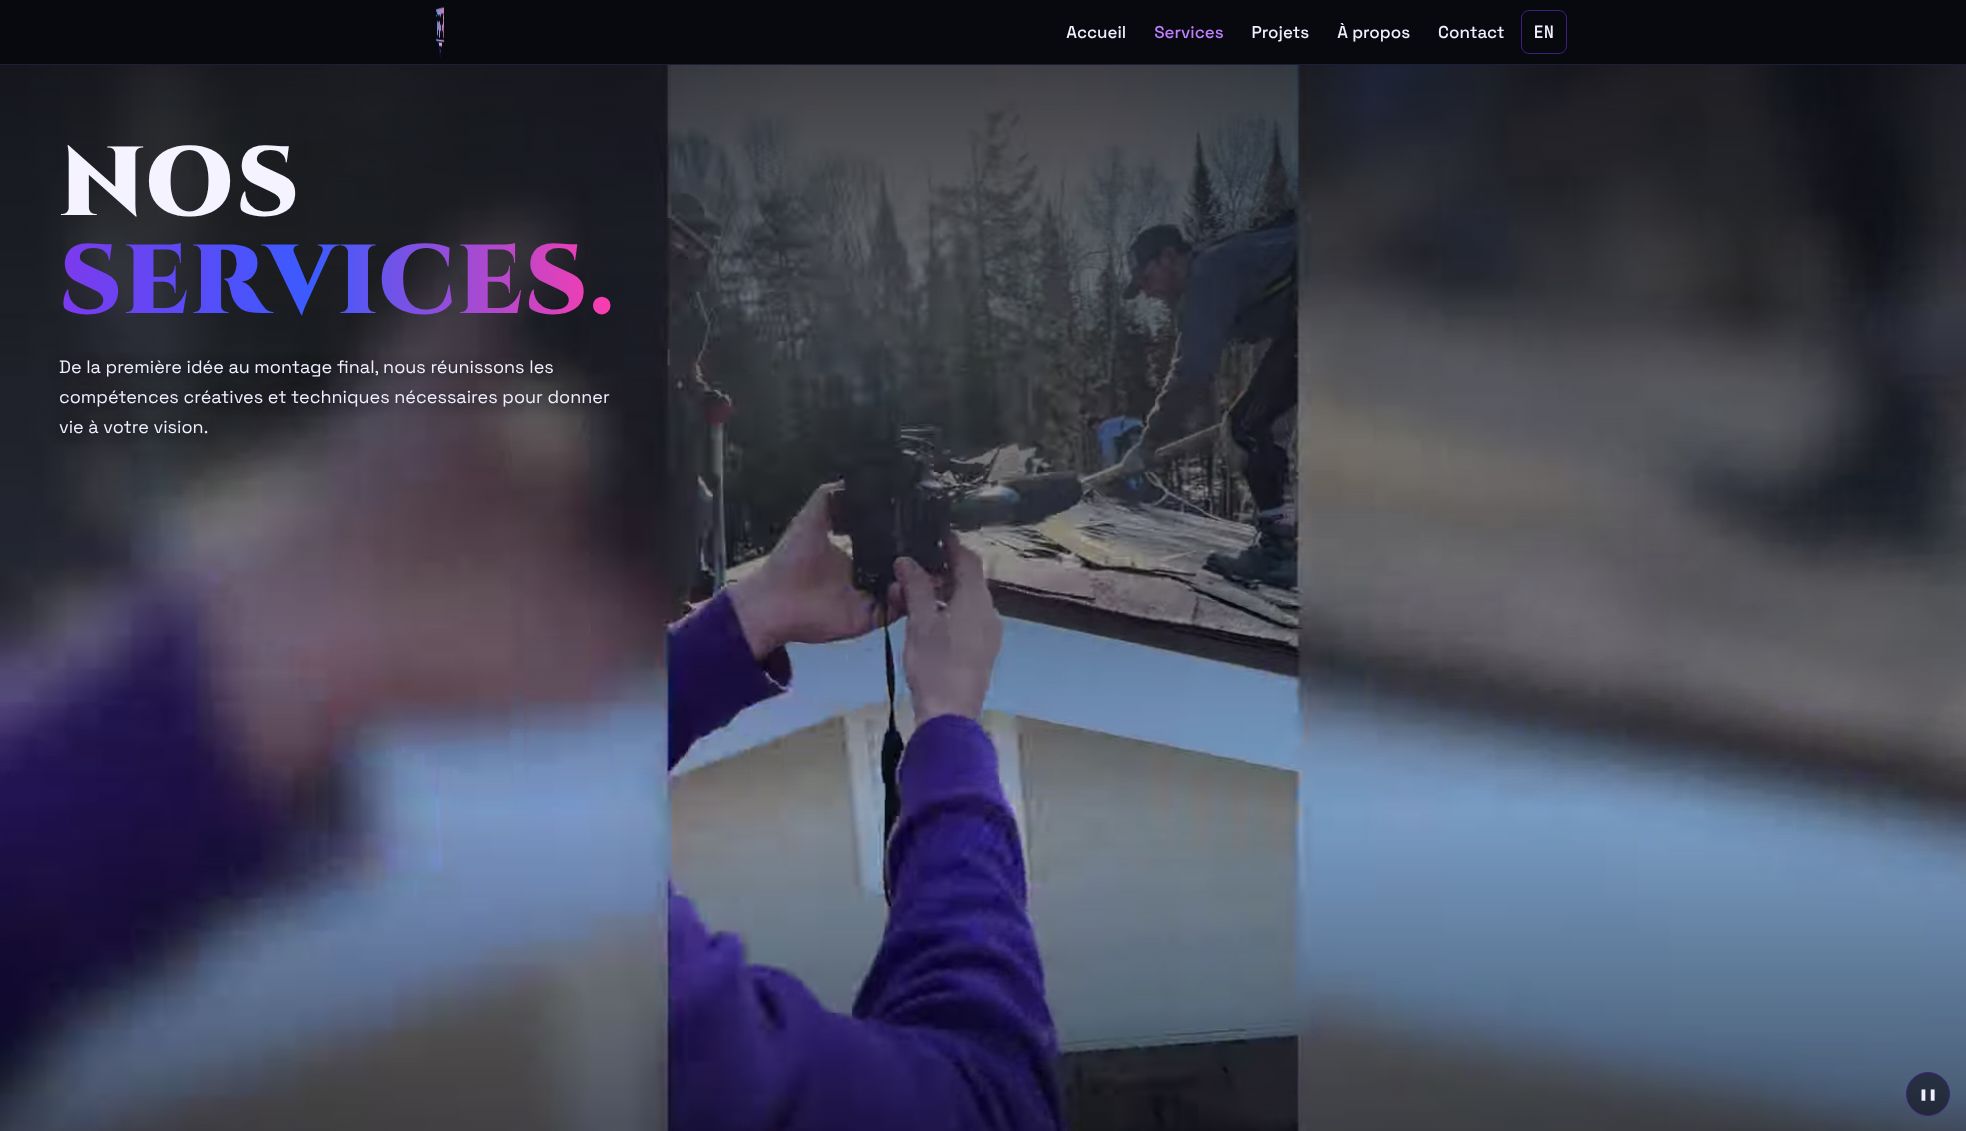 Accueil Services Projets À propos Contact EN
NOS
SERVICES.
De la première idée au montage final, nous réunissons les
compétences créatives et techniques nécessaires pour donner
vie à votre vision.